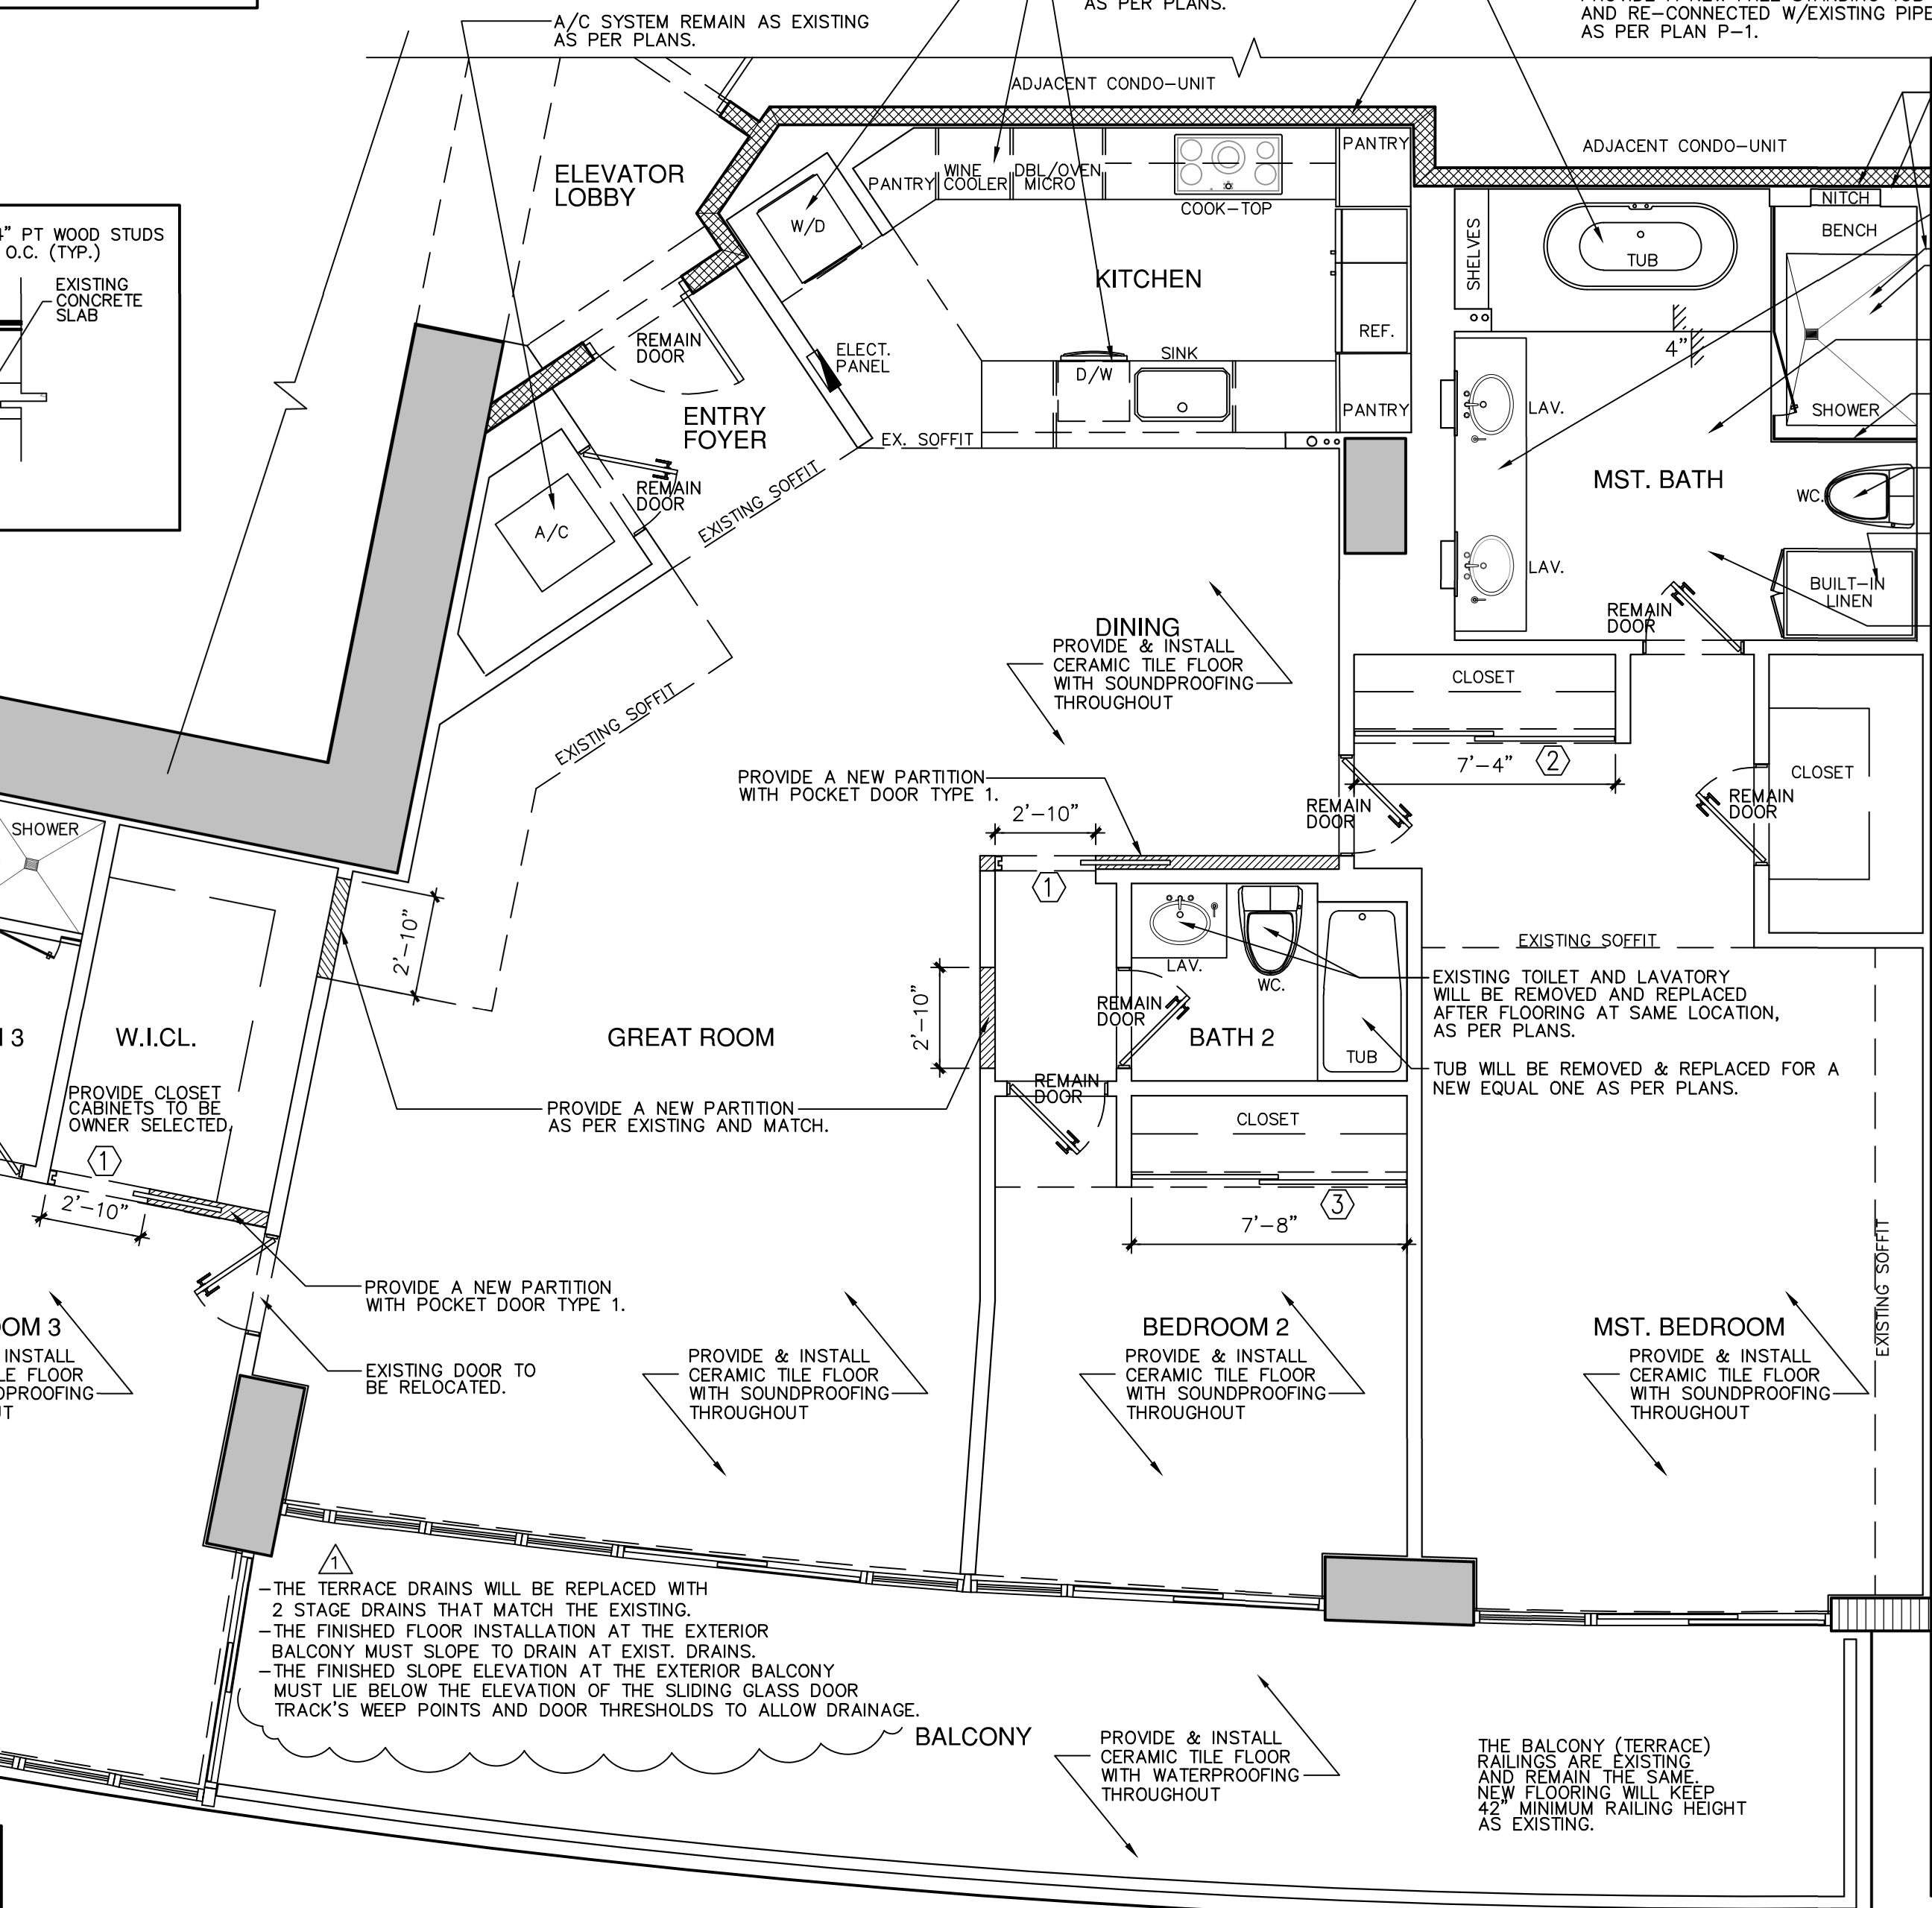 A/C SYSTEM REMAIN AS EXISTING
AS PER PLANS.
AS PER PLANS.
AND RE-CONNECTED W/EXISTING PIPE
AS PER PLAN P-1.
ADJACENT CONDO-UNIT
ADJACENT CONDO-UNIT
4" PT WOOD STUDS
O.C. (TYP.)
EXISTING
CONCRETE
SLAB
ELEVATOR
LOBBY
W/D
PANTRY
WINE
COOLER
DBL/OVEN
MICRO
COOK-TOP
PANTRY
KITCHEN
REF.
SINK
D/W
PANTRY
ELECT.
PANEL
REMAIN
DOOR
ENTRY
FOYER
EX. SOFFIT
REMAIN
DOOR
A/C
EXISTING SOFFIT
EXISTING SOFFIT
SHELVES
TUB
NITCH
BENCH
SHOWER
4"
LAV.
MST. BATH
WC.
LAV.
BUILT-IN
LINEN
REMAIN
DOOR
DINING
PROVIDE & INSTALL
CERAMIC TILE FLOOR
WITH SOUNDPROOFING
THROUGHOUT
CLOSET
7'-4"
2
CLOSET
REMAIN
DOOR
REMAIN
DOOR
PROVIDE A NEW PARTITION
WITH POCKET DOOR TYPE 1.
2'-10"
1
SHOWER
2'-10"
LAV.
WC.
2'-10"
REMAIN
DOOR
BATH 2
TUB
EXISTING SOFFIT
EXISTING TOILET AND LAVATORY
WILL BE REMOVED AND REPLACED
AFTER FLOORING AT SAME LOCATION,
AS PER PLANS.
TUB WILL BE REMOVED & REPLACED FOR A
NEW EQUAL ONE AS PER PLANS.
3
W.I.CL.
GREAT ROOM
PROVIDE CLOSET
CABINETS TO BE
OWNER SELECTED.
1
2'-10"
PROVIDE A NEW PARTITION
AS PER EXISTING AND MATCH.
REMAIN
DOOR
CLOSET
3
7'-8"
EXISTING SOFFIT
PROVIDE A NEW PARTITION
WITH POCKET DOOR TYPE 1.
EXISTING DOOR TO
BE RELOCATED.
OOM 3
INSTALL
LE FLOOR
DPROOFING
UT
PROVIDE & INSTALL
CERAMIC TILE FLOOR
WITH SOUNDPROOFING
THROUGHOUT
BEDROOM 2
PROVIDE & INSTALL
CERAMIC TILE FLOOR
WITH SOUNDPROOFING
THROUGHOUT
MST. BEDROOM
PROVIDE & INSTALL
CERAMIC TILE FLOOR
WITH SOUNDPROOFING
THROUGHOUT
1
-THE TERRACE DRAINS WILL BE REPLACED WITH
2 STAGE DRAINS THAT MATCH THE EXISTING.
-THE FINISHED FLOOR INSTALLATION AT THE EXTERIOR
BALCONY MUST SLOPE TO DRAIN AT EXIST. DRAINS.
-THE FINISHED SLOPE ELEVATION AT THE EXTERIOR BALCONY
MUST LIE BELOW THE ELEVATION OF THE SLIDING GLASS DOOR
TRACK'S WEEP POINTS AND DOOR THRESHOLDS TO ALLOW DRAINAGE.
BALCONY
PROVIDE & INSTALL
CERAMIC TILE FLOOR
WITH WATERPROOFING
THROUGHOUT
THE BALCONY (TERRACE)
RAILINGS ARE EXISTING
AND REMAIN THE SAME.
NEW FLOORING WILL KEEP
42" MINIMUM RAILING HEIGHT
AS EXISTING.